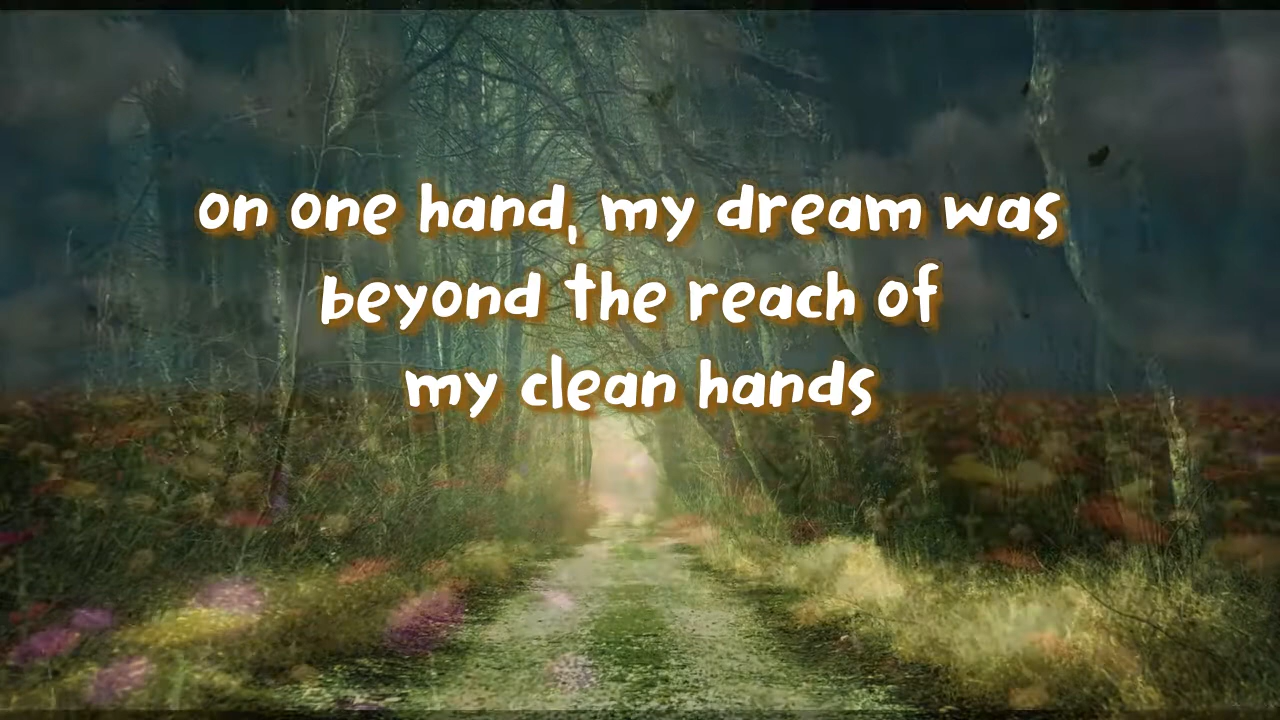 on one hand, my dream was
beyond the reach of
my clean hands